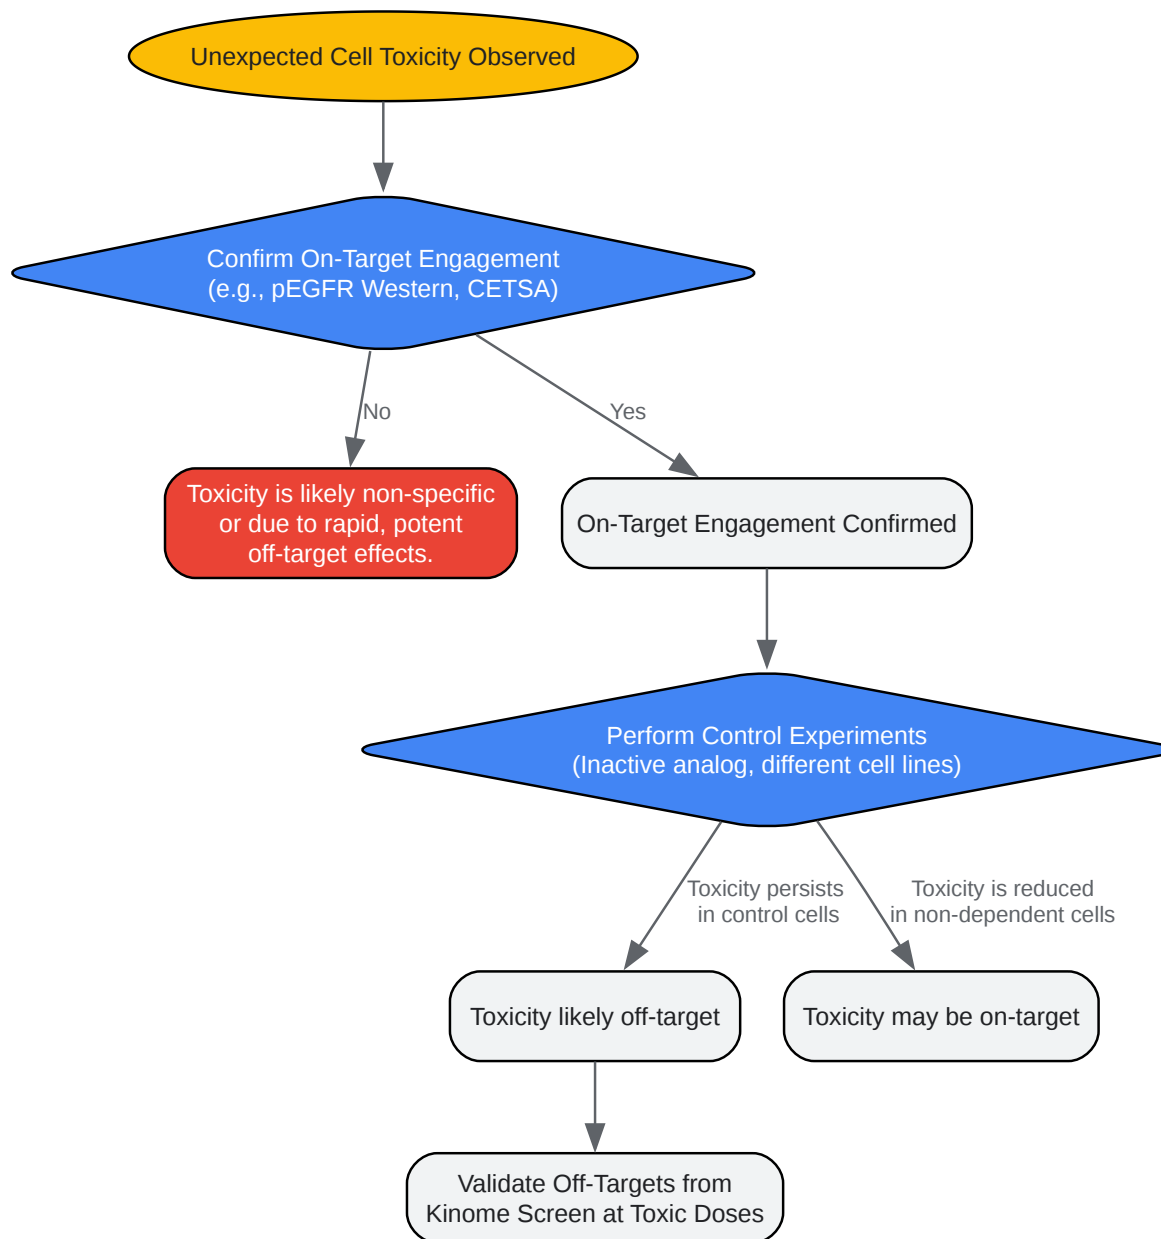 Unexpected Cell Toxicity Observed
Confirm On-Target Engagement
(e.g., pEGFR Western, CETSA)
No
Yes
Toxicity is likely non-specific
or due to rapid, potent
off-target effects.
On-Target Engagement Confirmed
Perform Control Experiments
(Inactive analog, different cell lines)
Toxicity persists
in control cells
Toxicity is reduced
in non-dependent cells
Toxicity likely off-target
Toxicity may be on-target
Validate Off-Targets from
Kinome Screen at Toxic Doses